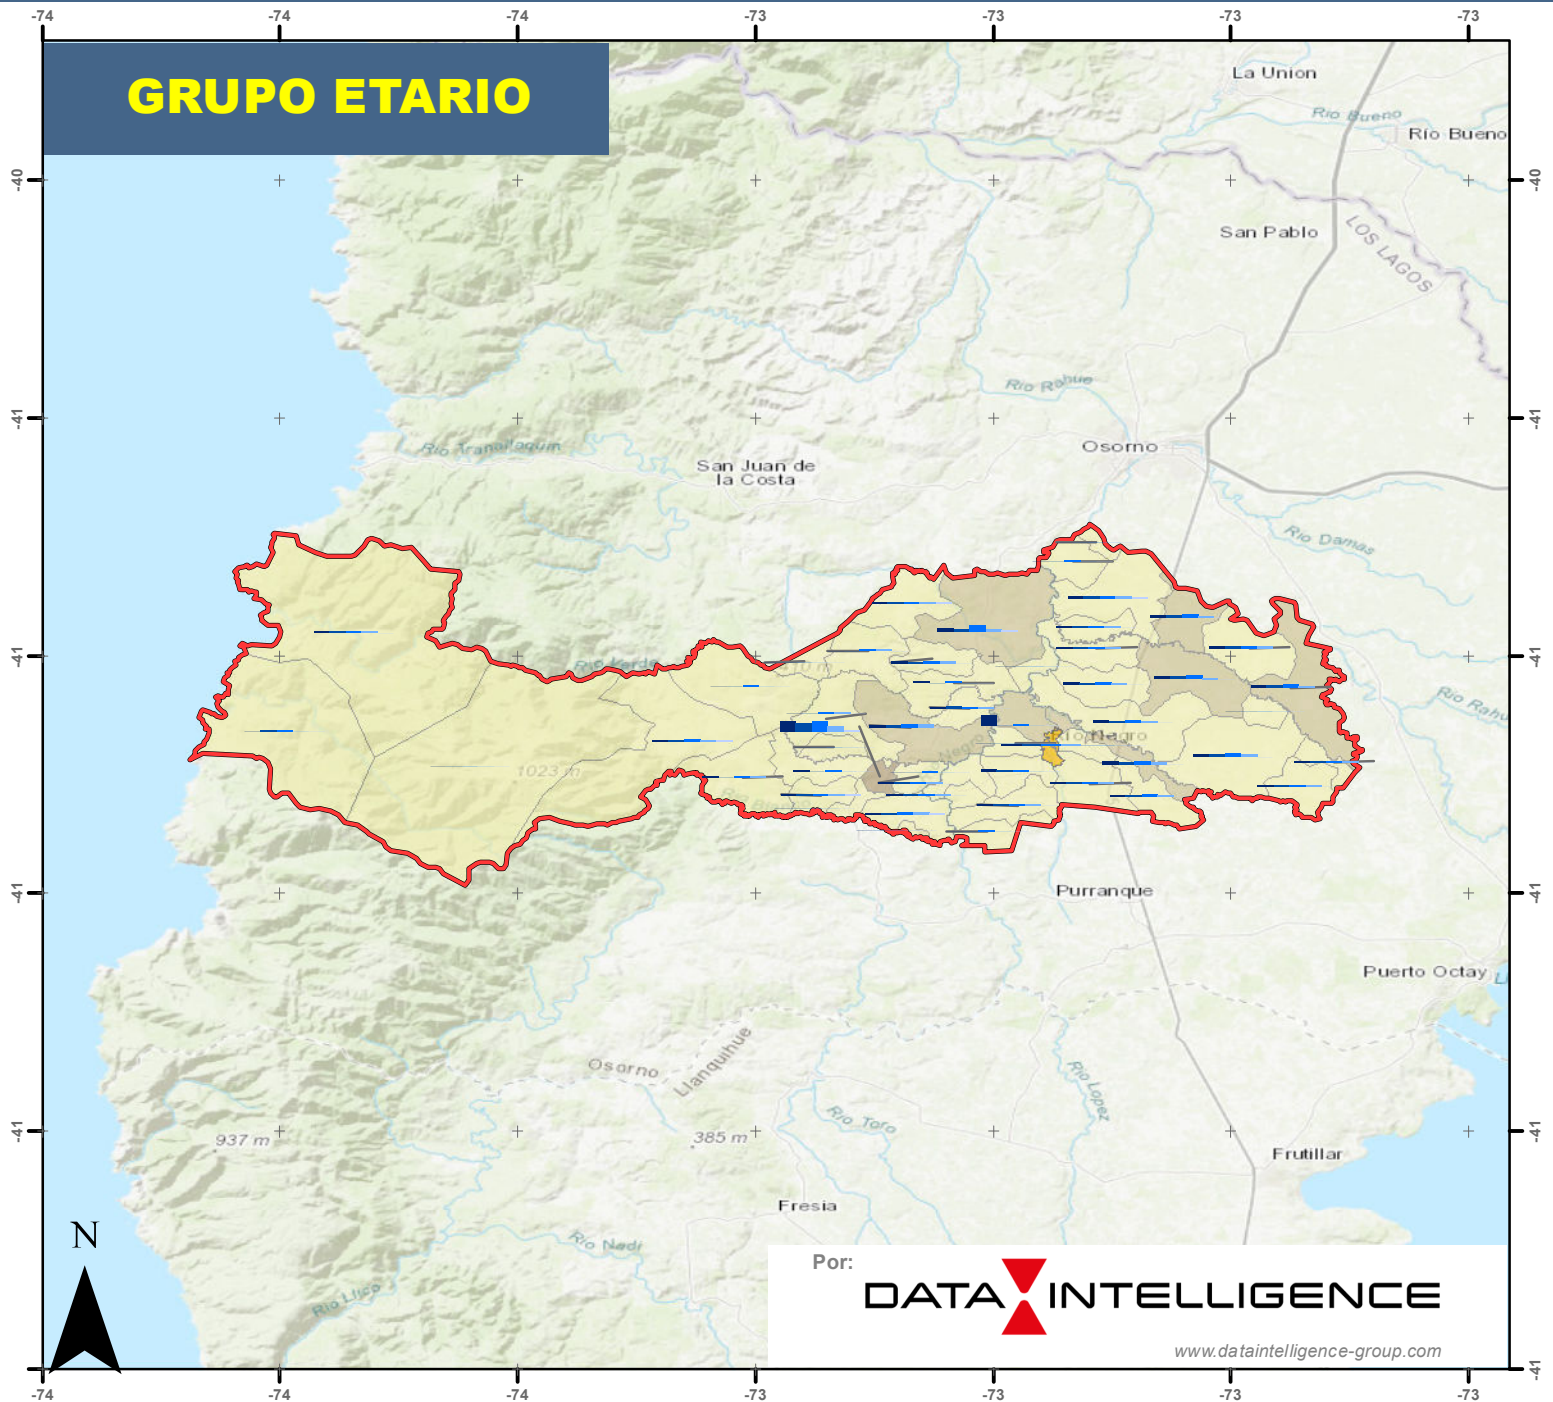 -74 -74 -74 -73 -73 -73 -73
GRUPO ETARIO
La Union
Rio Bueno
Río Bueno
-40 -40
San Pablo
LOS LAGOS
Rio Rahue
-41 -41
Osorno
San Juan de
la Costa
Rio Damas
-41 -41
Rio Negro
Río Negro
1023 m
-41 -41
Purranque
Puerto Octay
Osorno
Llanquihue
Rio Lopez
Rio Toro
-41 -41
937 m
385 m
Frutillar
Fresia
N
Rio Ñadi
Rio Llico
Por:
DATA INTELLIGENCE
www.dataintelligence-group.com
-41
-74 -74 -74 -73 -73 -73 -73